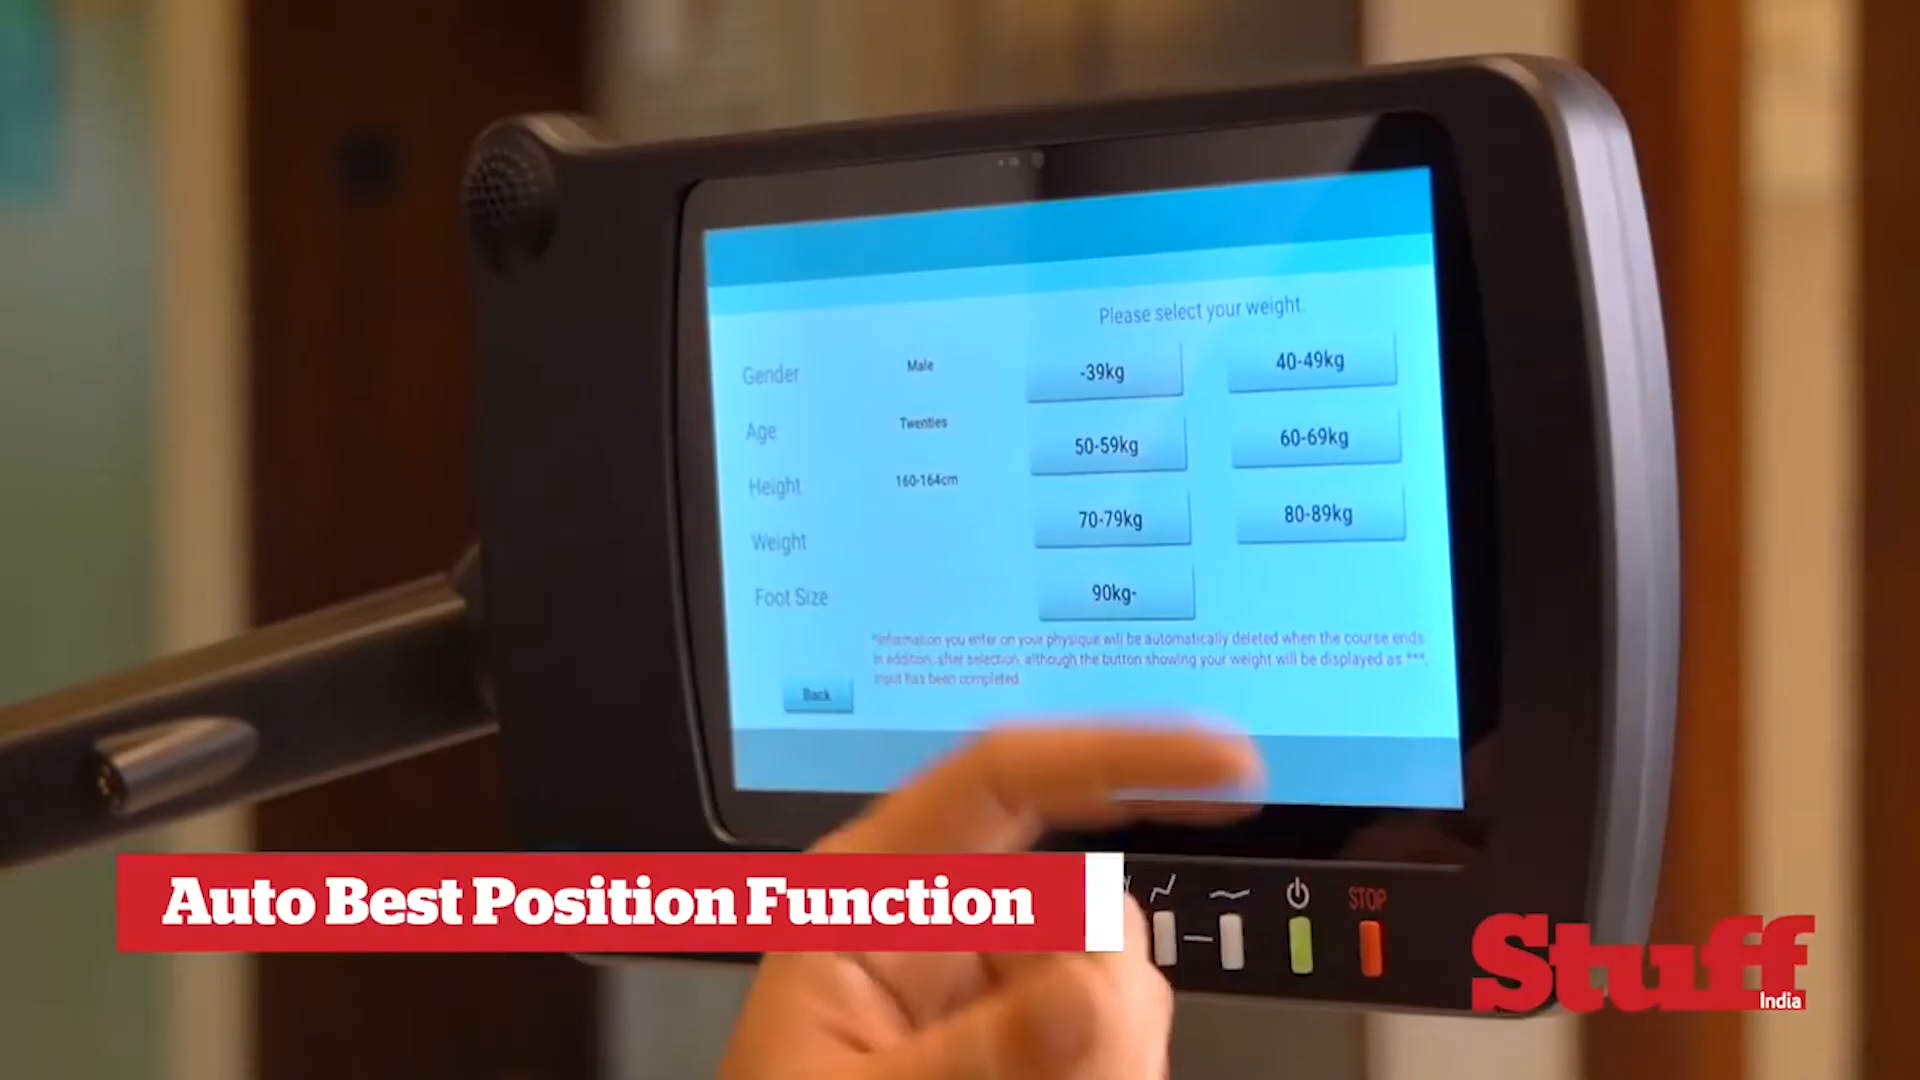 Please select your weight.
Gender Male -39kg 40-49kg
Age Twenties 50-59kg 60-69kg
Height 160-164cm 70-79kg 80-89kg
Weight
Foot Size 90kg-
*Information you enter on your physique will be automatically deleted when the course ends.
In addition, after selection, although the button showing your weight will be displayed as ***,
input has been completed.
Back
Auto Best Position Function
STOP
Stuff
India